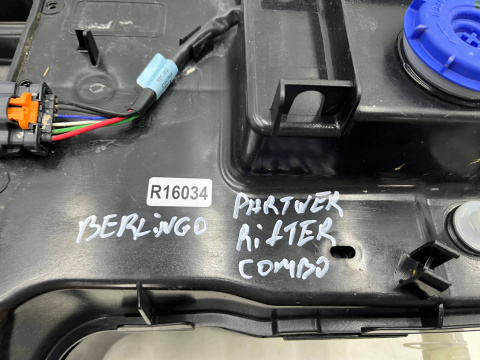 R16034
BERLiNGO
PARTNER
RiFTER
COMBO